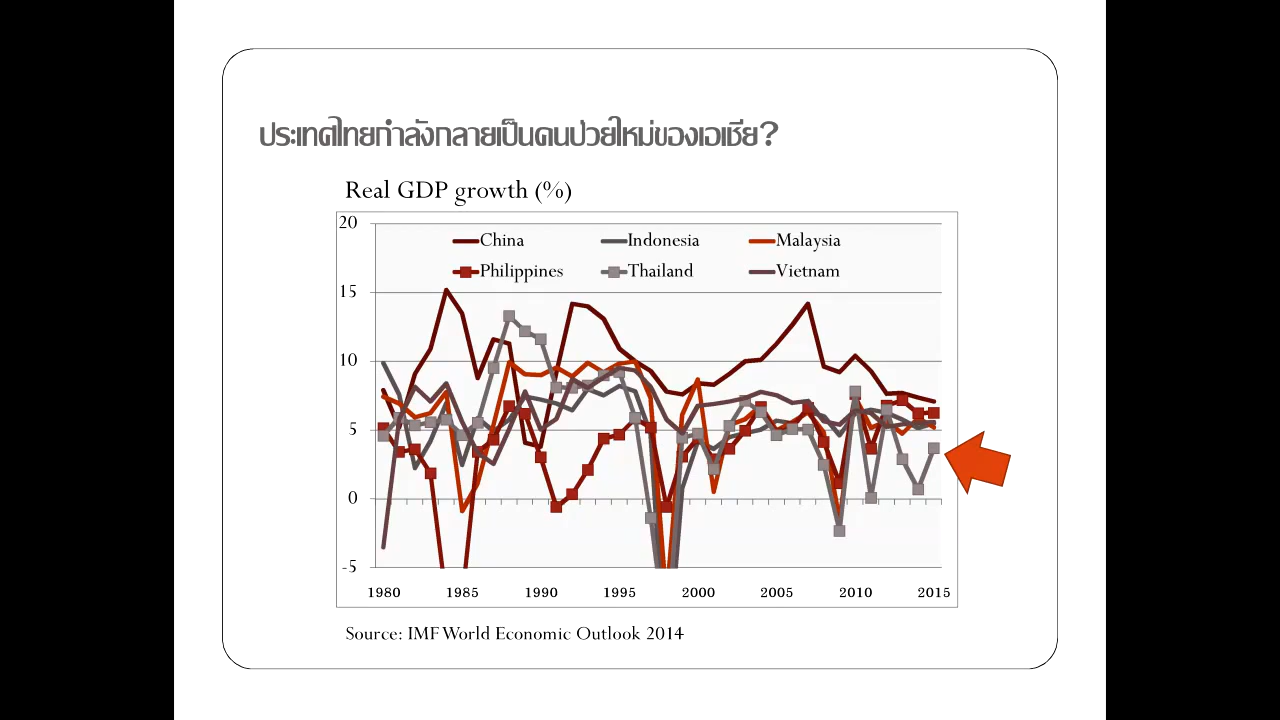 ประเทศไทยกำลังกลายเป็นคนป่วยใหม่ของเอเชีย?
Real GDP growth (%)
20
China Indonesia Malaysia
Philippines Thailand Vietnam
15
10
5
0
-5
1980 1985 1990 1995 2000 2005 2010 2015
Source: IMF World Economic Outlook 2014